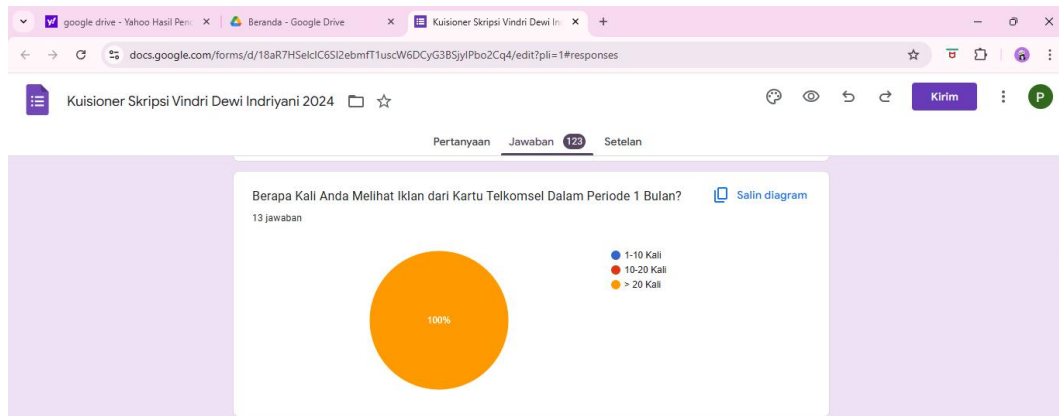 google drive - Yahoo Hasil Penc
Beranda - Google Drive
Kuisioner Skripsi Vindri Dewi In
docs.google.com/forms/d/18aR7HSelcIC6SI2ebmfT1uscW6DCyG3BSjyIPbo2Cq4/edit?pli=1#responses
Kuisioner Skripsi Vindri Dewi Indriyani 2024
Kirim
P
Pertanyaan Jawaban 123 Setelan
Berapa Kali Anda Melihat Iklan dari Kartu Telkomsel Dalam Periode 1 Bulan?
Salin diagram
13 jawaban
1-10 Kali
10-20 Kali
> 20 Kali
100%